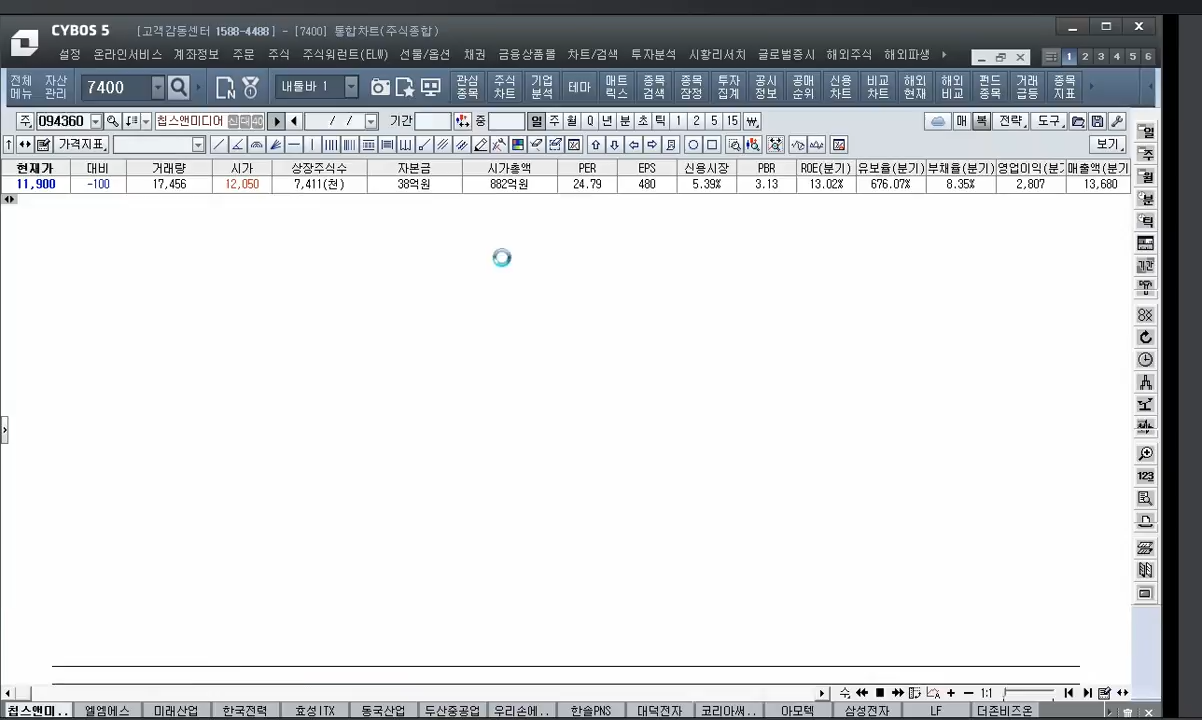 CYBOS 5 [고객감동센터 1588-4488] - [7400] 통합차트(주식종합)
설정 온라인서비스 계좌정보 주문 주식 주식워런트(ELW) 선물/옵션 채권 금융상품몰 차트/검색 투자분석 시황리서치 글로벌증시 해외주식 해외파생 1 2 3 4 5 6
전체메뉴 자산관리 7400 내툴바 1 관심종목 주식차트 기업분석 테마 매트릭스 종목검색 종목잠정 투자집계 공시정보 공매순위 신용차트 비교차트 해외현재 해외비교 펀드종목 거래급등 종목지표
주 094360 칩스앤미디어 / / 기간 중 일 주 월 Q 년 분 초 틱 1 2 5 15 매 복 전략 도구
가격지표 보기
현재가 대비 거래량 시가 상장주식수 자본금 시가총액 PER EPS 신용시장 PBR ROE(분기) 유보율(분기) 부채율(분기) 영업이익(분기 매출액(분기
11,900 -100 17,456 12,050 7,411(천) 38억원 882억원 24.79 480 5.39% 3.13 13.02% 676.07% 8.35% 2,807 13,680
일
주
월
분
틱
기간
123
1:1
칩스앤미.. 엘엠에스 미래산업 한국전력 효성ITX 동국산업 두산중공업 우리손에.. 한솔PNS 대덕전자 코리아써.. 아모텍 삼성전자 LF 더존비즈온